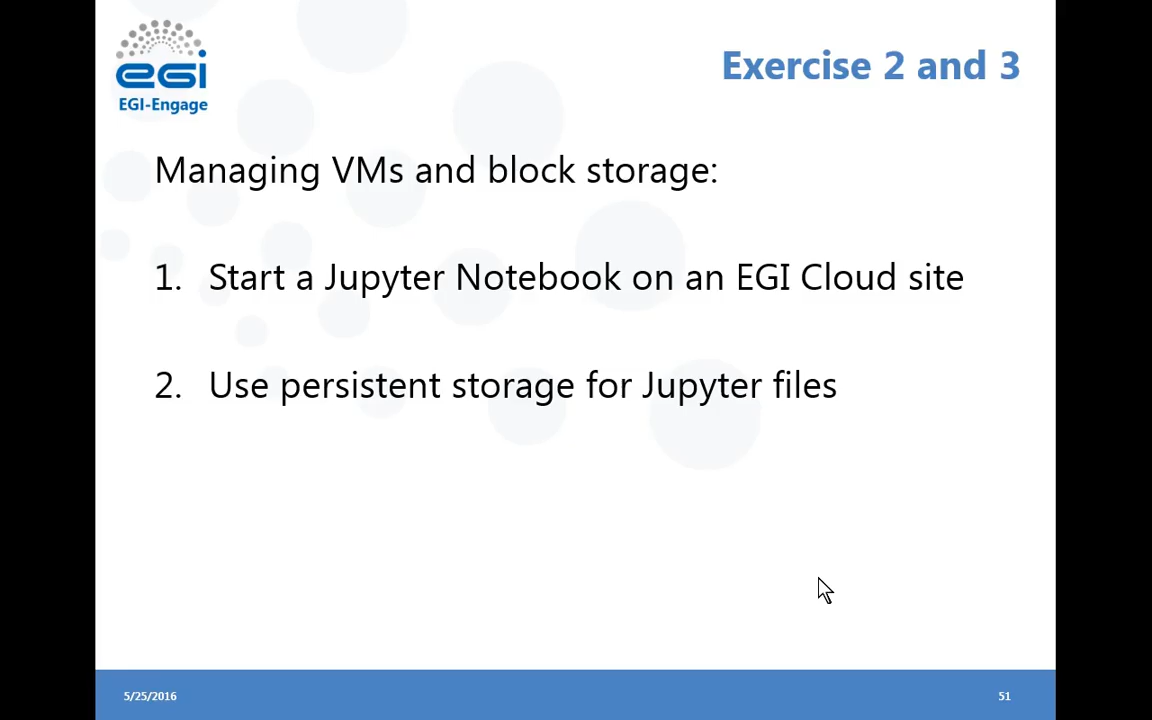 egi
EGI-Engage
Exercise 2 and 3
Managing VMs and block storage:
1. Start a Jupyter Notebook on an EGI Cloud site
2. Use persistent storage for Jupyter files
5/25/2016
51